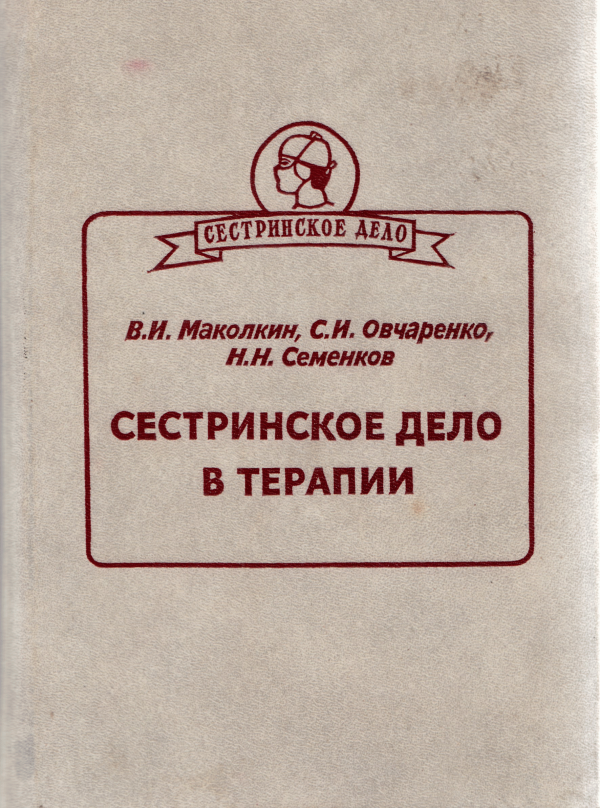 СЕСТРИНСКОЕ ДЕЛО
В.И. Маколкин, С.И. Овчаренко,
Н.Н. Семенков
СЕСТРИНСКОЕ ДЕЛО
В ТЕРАПИИ